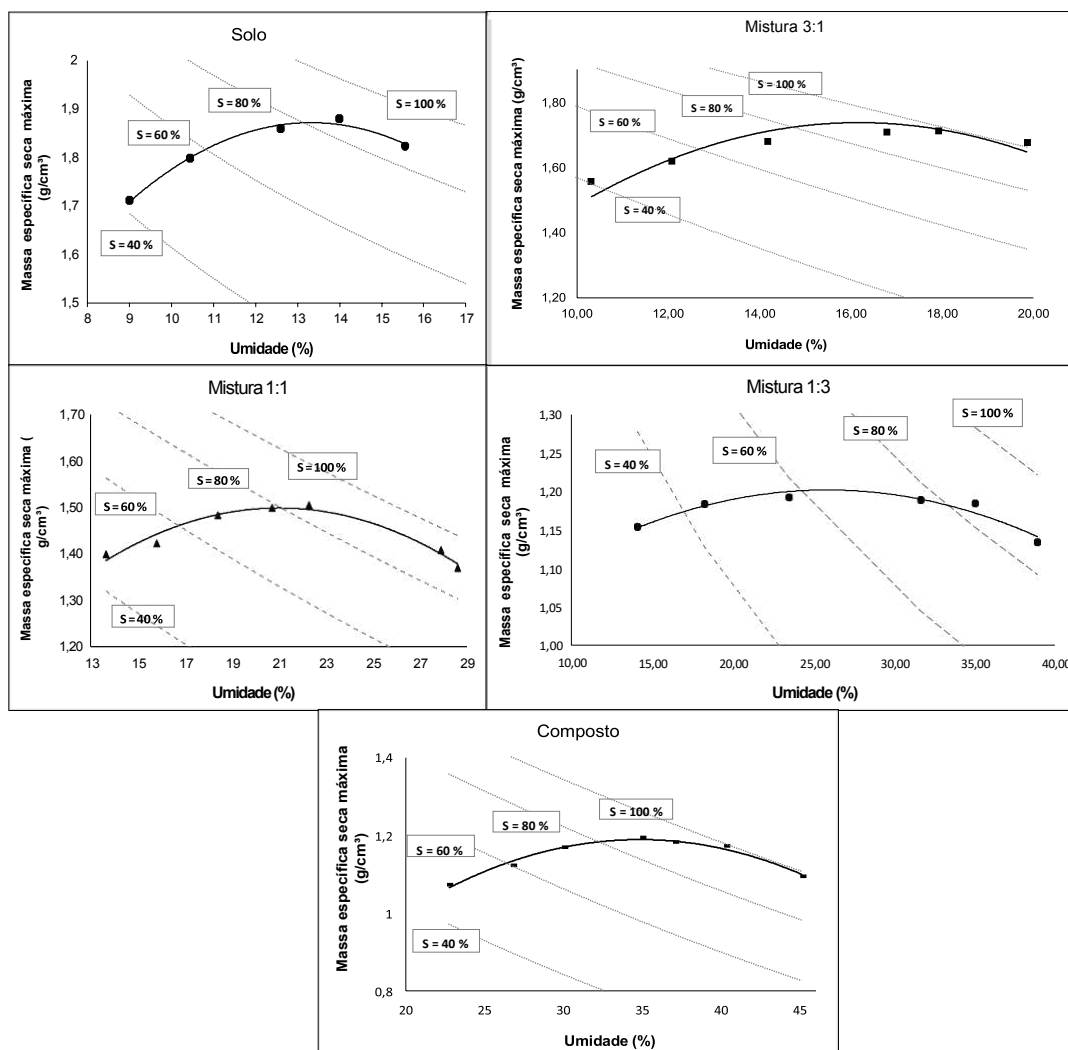 Solo
Massa específica seca máxima
(g/cm³)
2
1,9
1,8
1,7
1,6
1,5
S = 100 %
S = 80 %
S = 60 %
S = 40 %
8 9 10 11 12 13 14 15 16 17
Umidade (%)
Mistura 3:1
Massa específica seca máxima (g/cm³)
1,80
1,60
1,40
1,20
S = 100 %
S = 80 %
S = 60 %
S = 40 %
10,00 12,00 14,00 16,00 18,00 20,00
Umidade (%)
Mistura 1:1
Massa específica seca máxima (
g/cm³)
1,70
1,60
1,50
1,40
1,30
1,20
S = 100 %
S = 80 %
S = 60 %
S = 40 %
13 15 17 19 21 23 25 27 29
Umidade (%)
Mistura 1:3
Massa específica seca máxima
(g/cm³)
1,30
1,25
1,20
1,15
1,10
1,05
1,00
S = 100 %
S = 80 %
S = 60 %
S = 40 %
10,00 15,00 20,00 25,00 30,00 35,00 40,00
Umidade (%)
Composto
Massa específica seca máxima
(g/cm³)
1,4
1,2
1
0,8
S = 100 %
S = 80 %
S = 60 %
S = 40 %
20 25 30 35 40 45
Umidade (%)